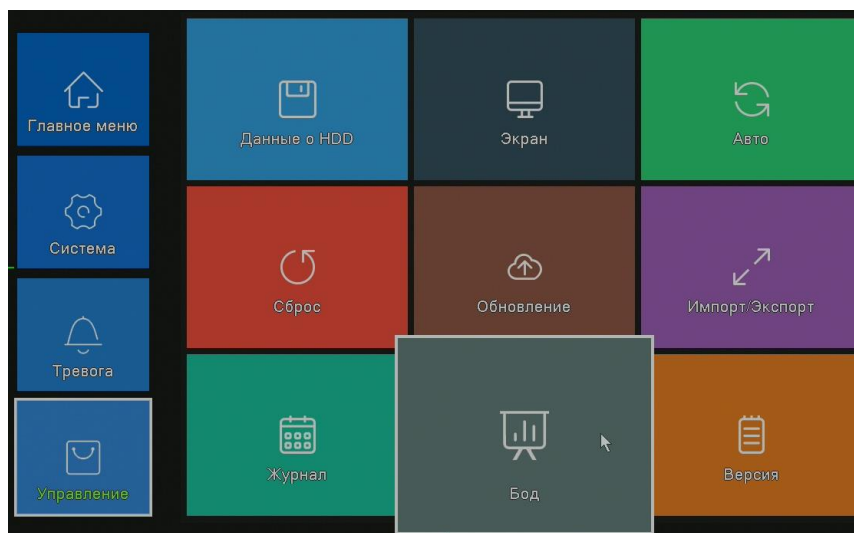 Главное меню
Система
Тревога
Управление
Данные о HDD
Экран
Авто
Сброс
Обновление
Импорт/Экспорт
Журнал
Бод
Версия